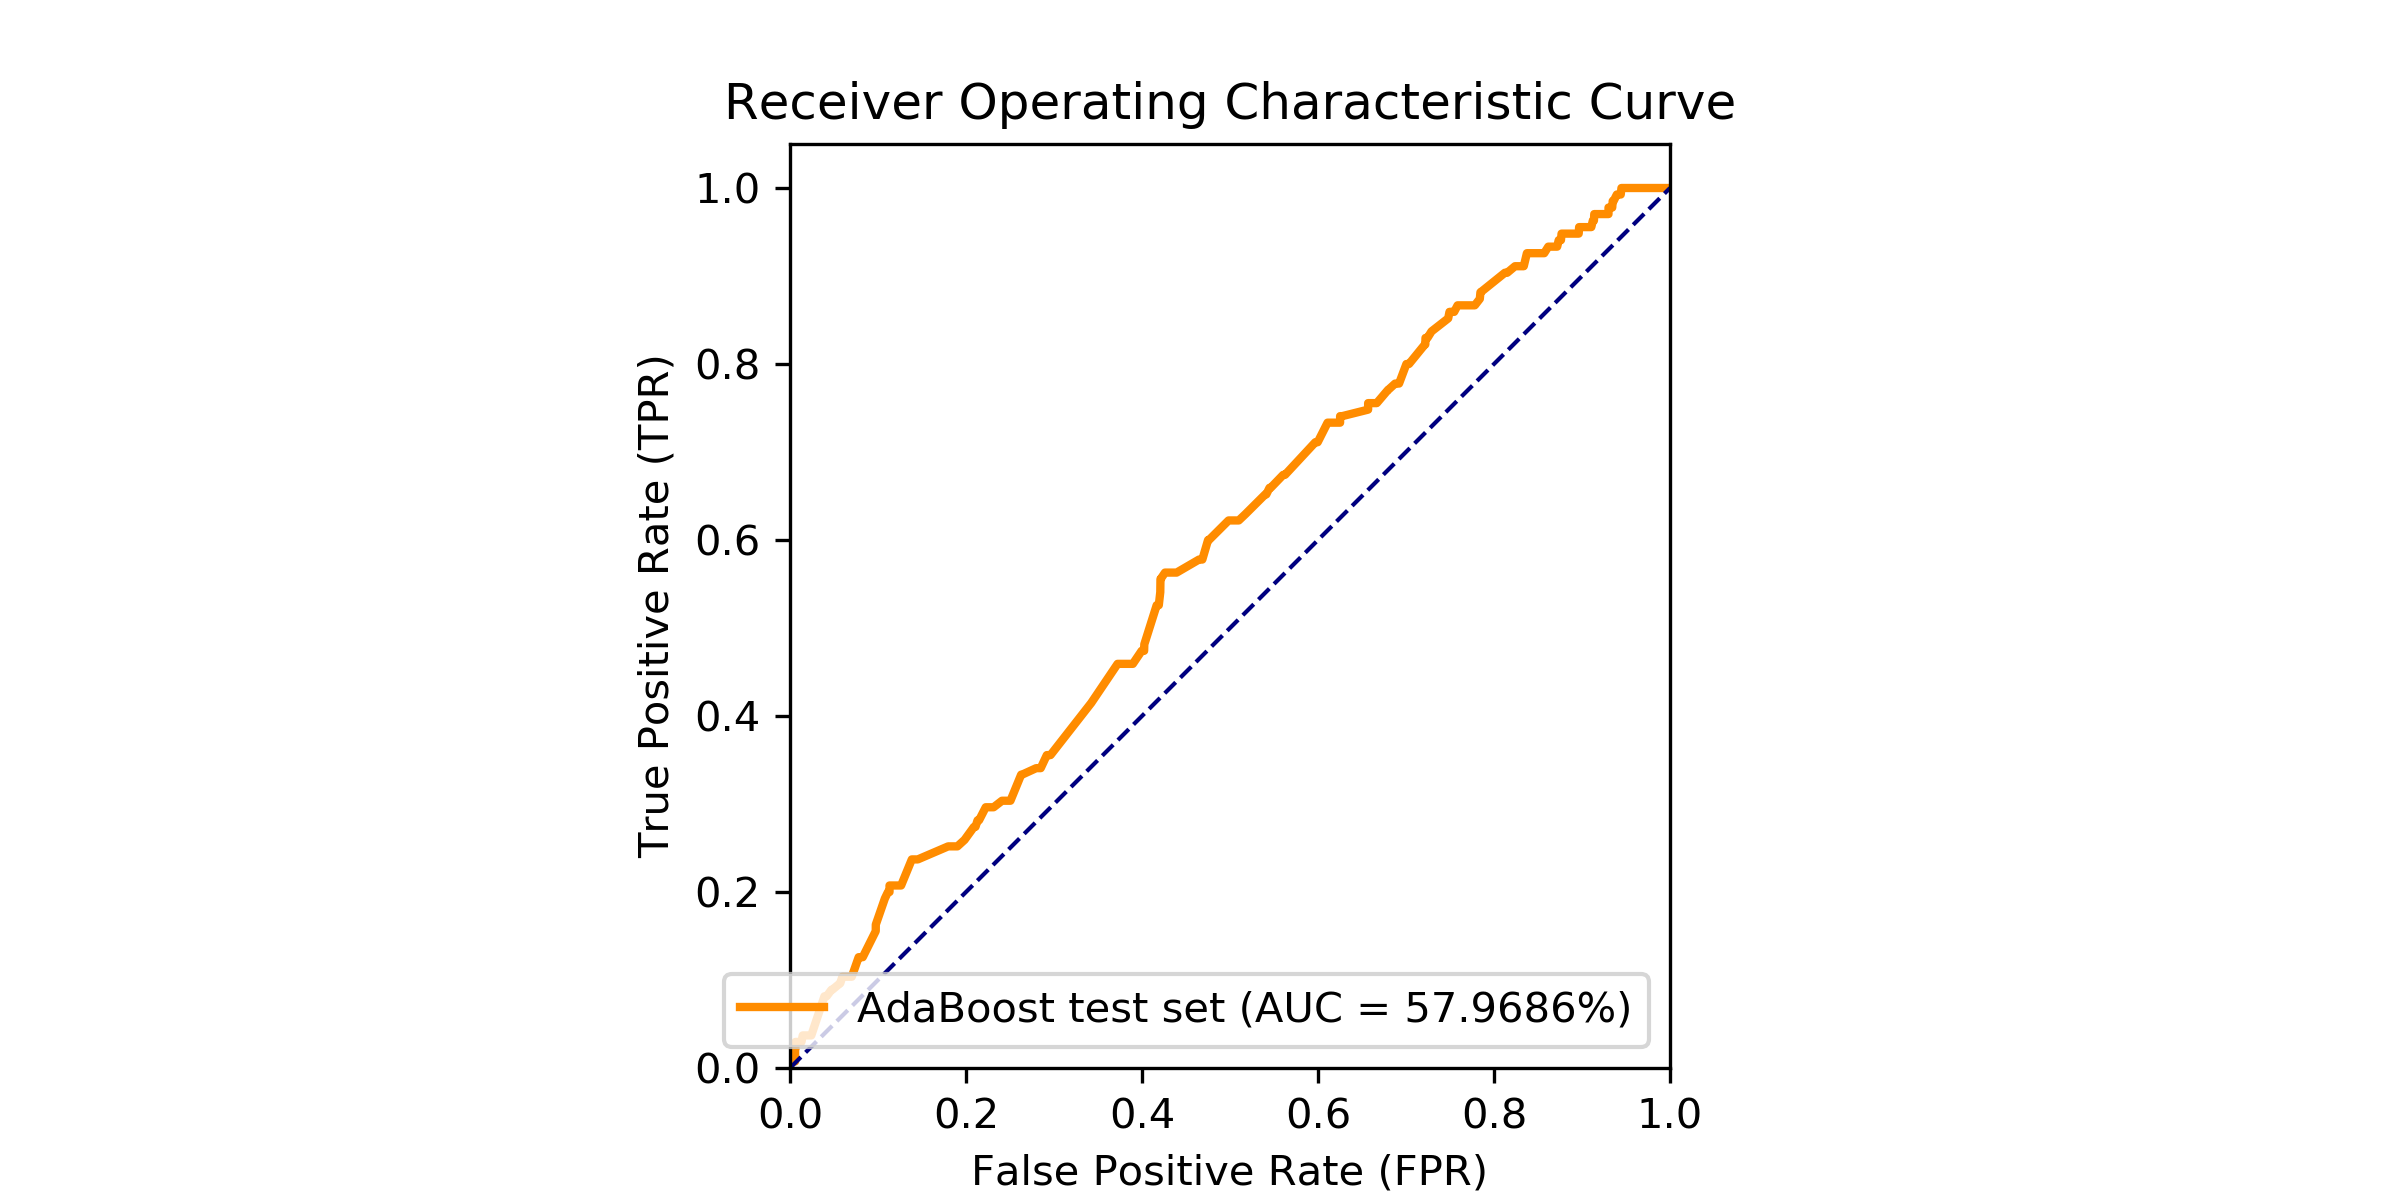 Receiver Operating Characteristic Curve
True Positive Rate (TPR)
1.0
0.8
0.6
0.4
0.2
0.0
AdaBoost test set (AUC = 57.9686%)
0.0 0.2 0.4 0.6 0.8 1.0
False Positive Rate (FPR)